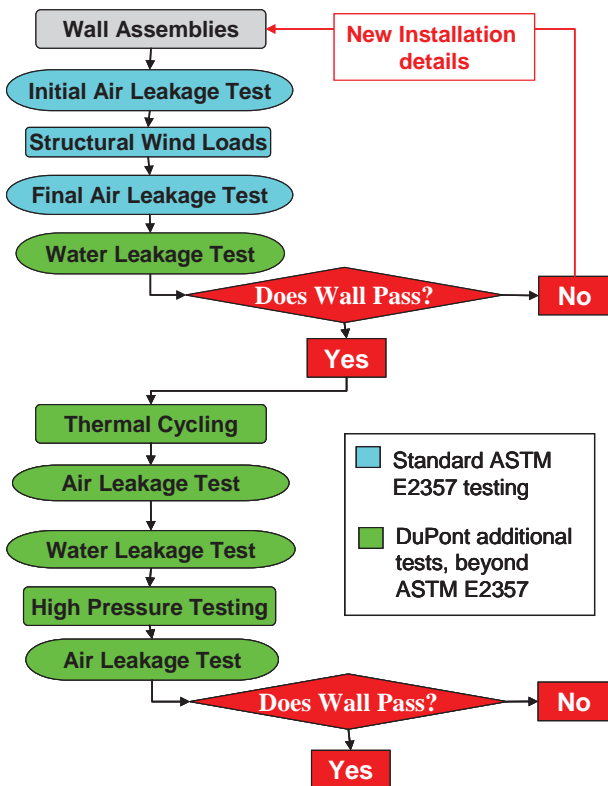 Wall Assemblies
New Installation
details
Initial Air Leakage Test
Structural Wind Loads
Final Air Leakage Test
Water Leakage Test
Does Wall Pass?
No
Yes
Thermal Cycling
Air Leakage Test
Water Leakage Test
High Pressure Testing
Air Leakage Test
Standard ASTM
E2357 testing
DuPont additional
tests, beyond
ASTM E2357
Does Wall Pass?
No
Yes